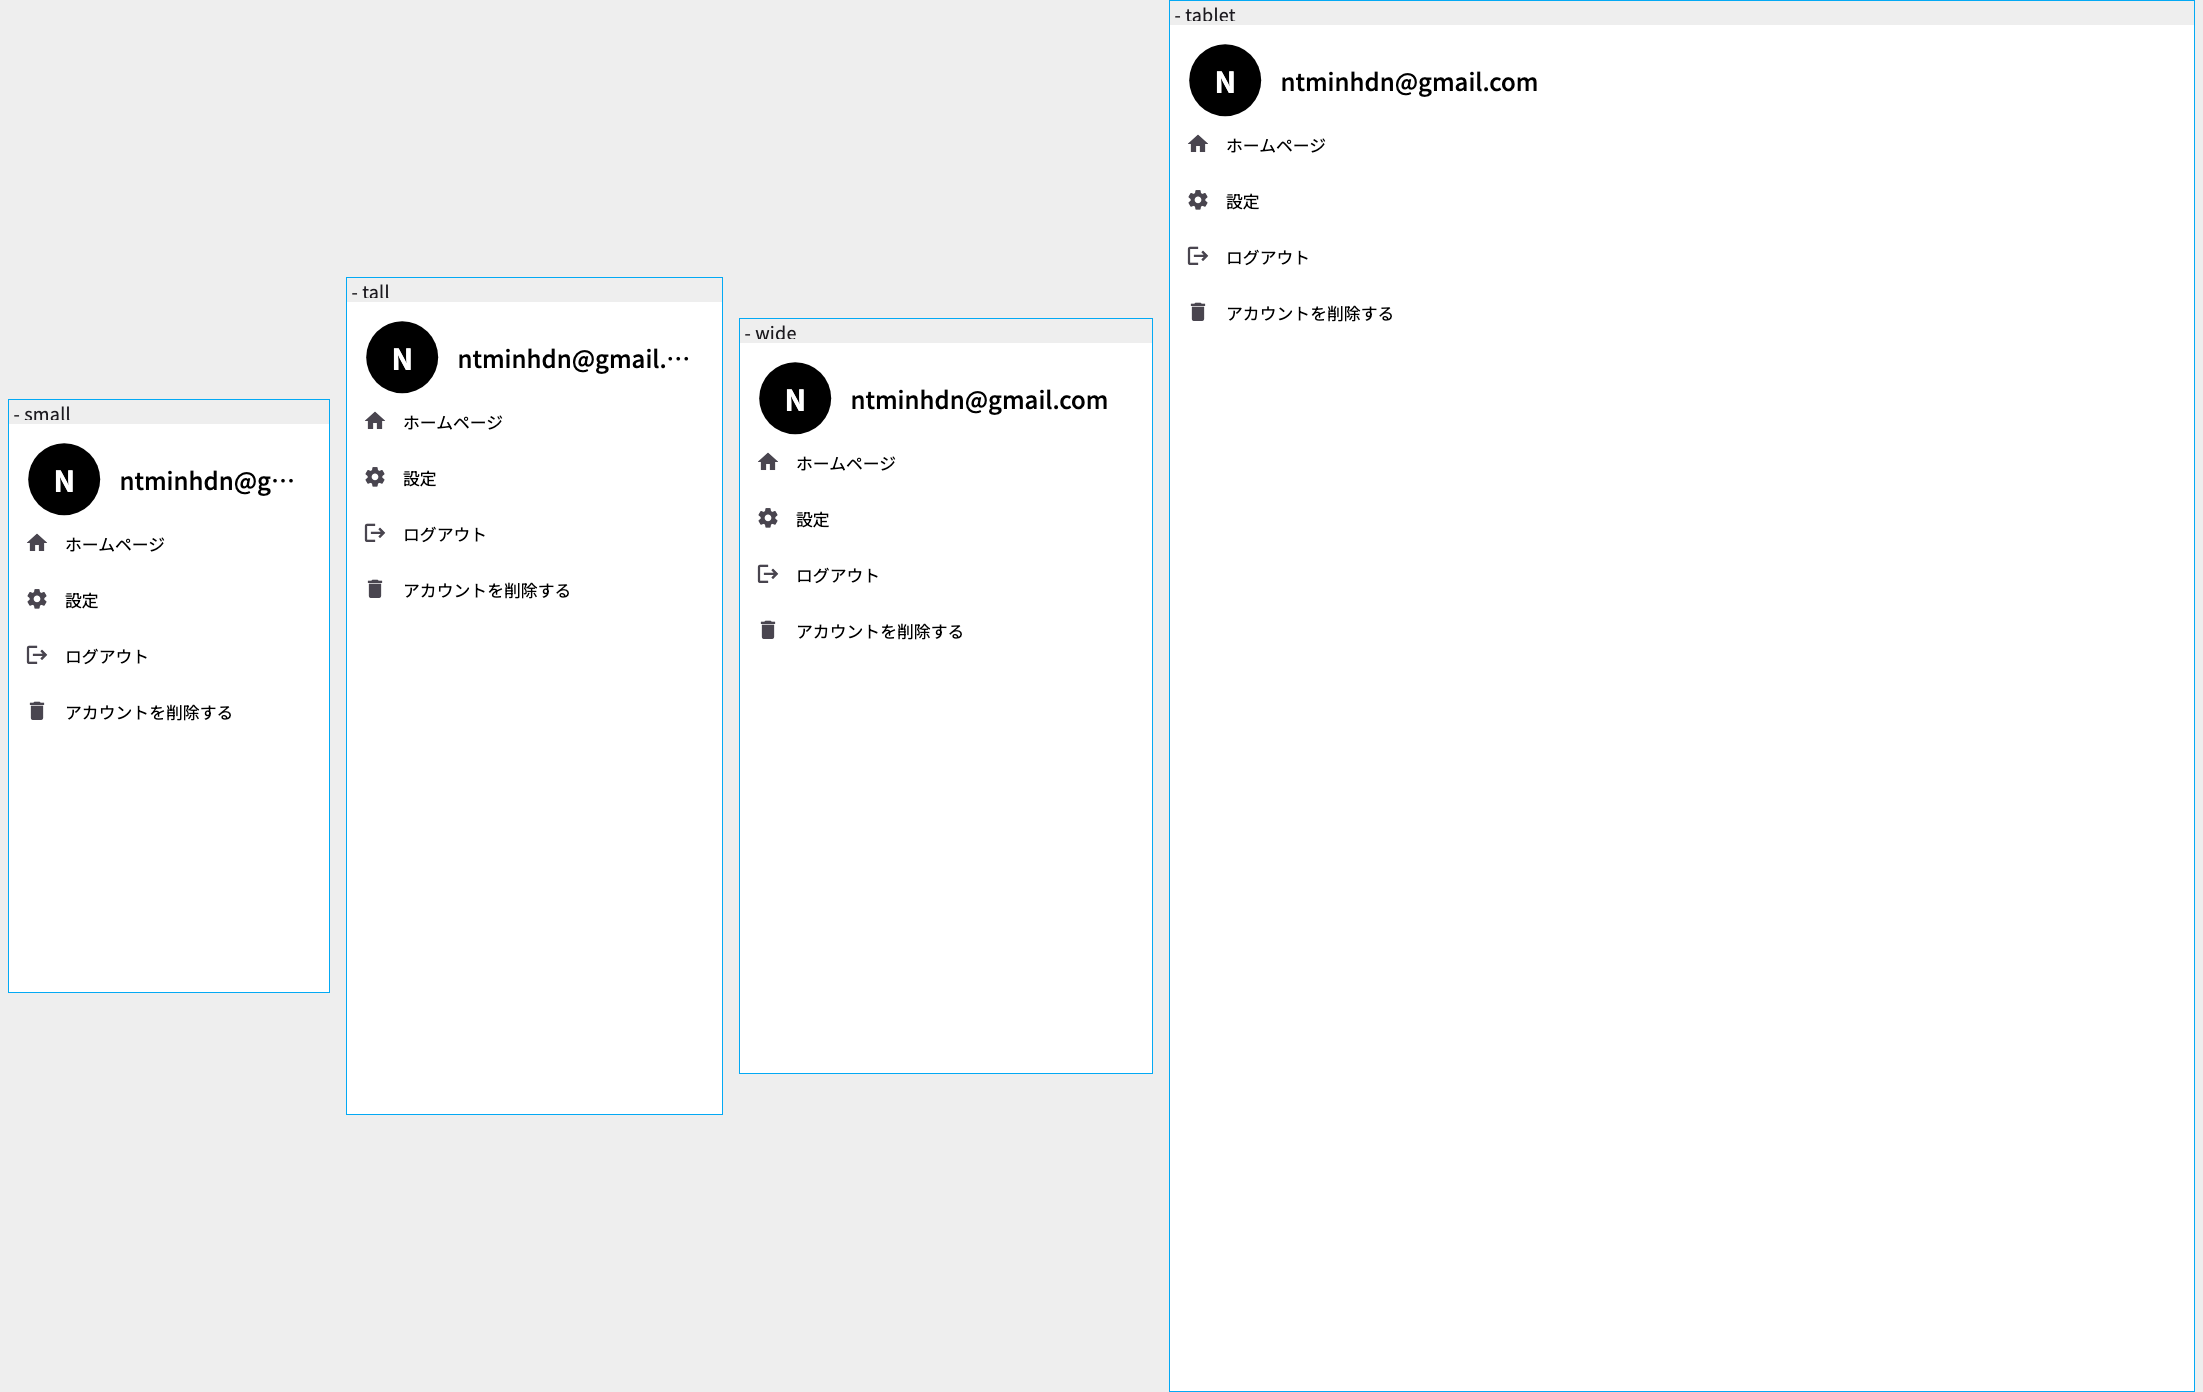 - small
N
ntminhdn@g…
ホームページ
設定
ログアウト
アカウントを削除する
- tall
N
ntminhdn@gmail.…
ホームページ
設定
ログアウト
アカウントを削除する
- wide
N
ntminhdn@gmail.com
ホームページ
設定
ログアウト
アカウントを削除する
- tablet
N
ntminhdn@gmail.com
ホームページ
設定
ログアウト
アカウントを削除する